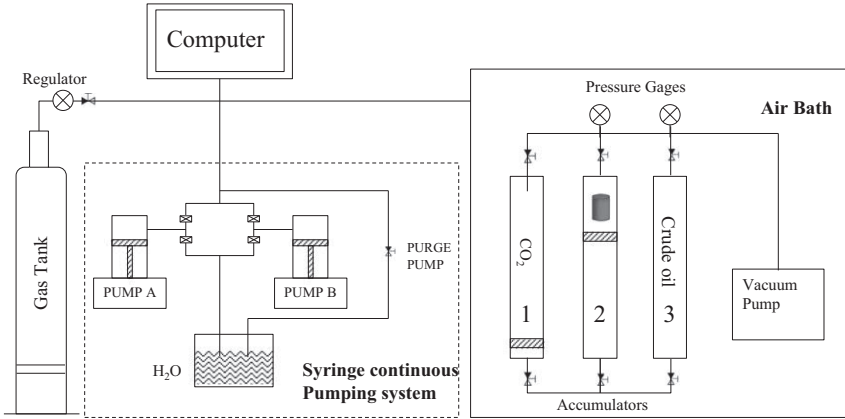 Computer
Regulator
Gas Tank
PUMP A
PUMP B
PURGE
PUMP
H₂O
Syringe continuous
Pumping system
Pressure Gages
Air Bath
CO₂
1
2
Crude oil
3
Vacuum
Pump
Accumulators